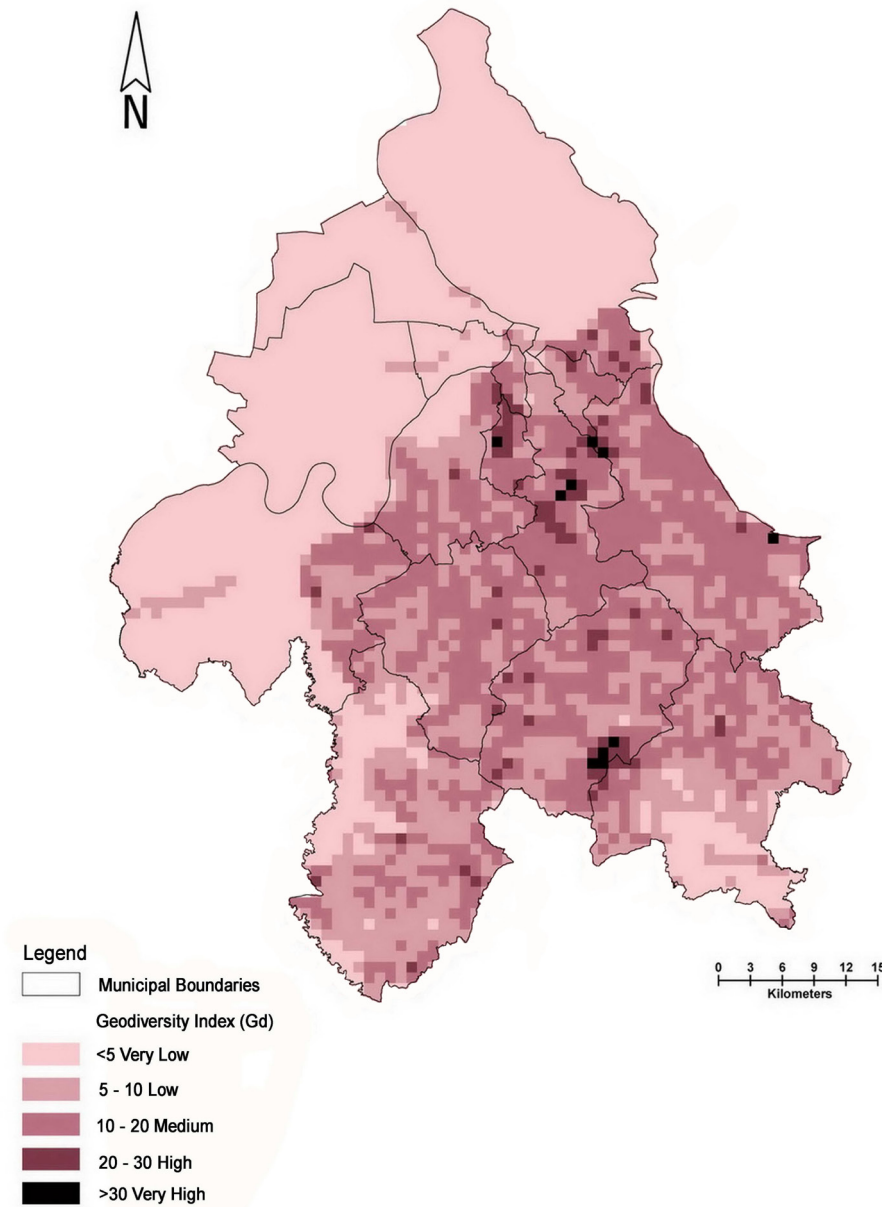 N
Legend
Municipal Boundaries
Geodiversity Index (Gd)
<5 Very Low
5 - 10 Low
10 - 20 Medium
20 - 30 High
>30 Very High
0 3 6 9 12 15
Kilometers